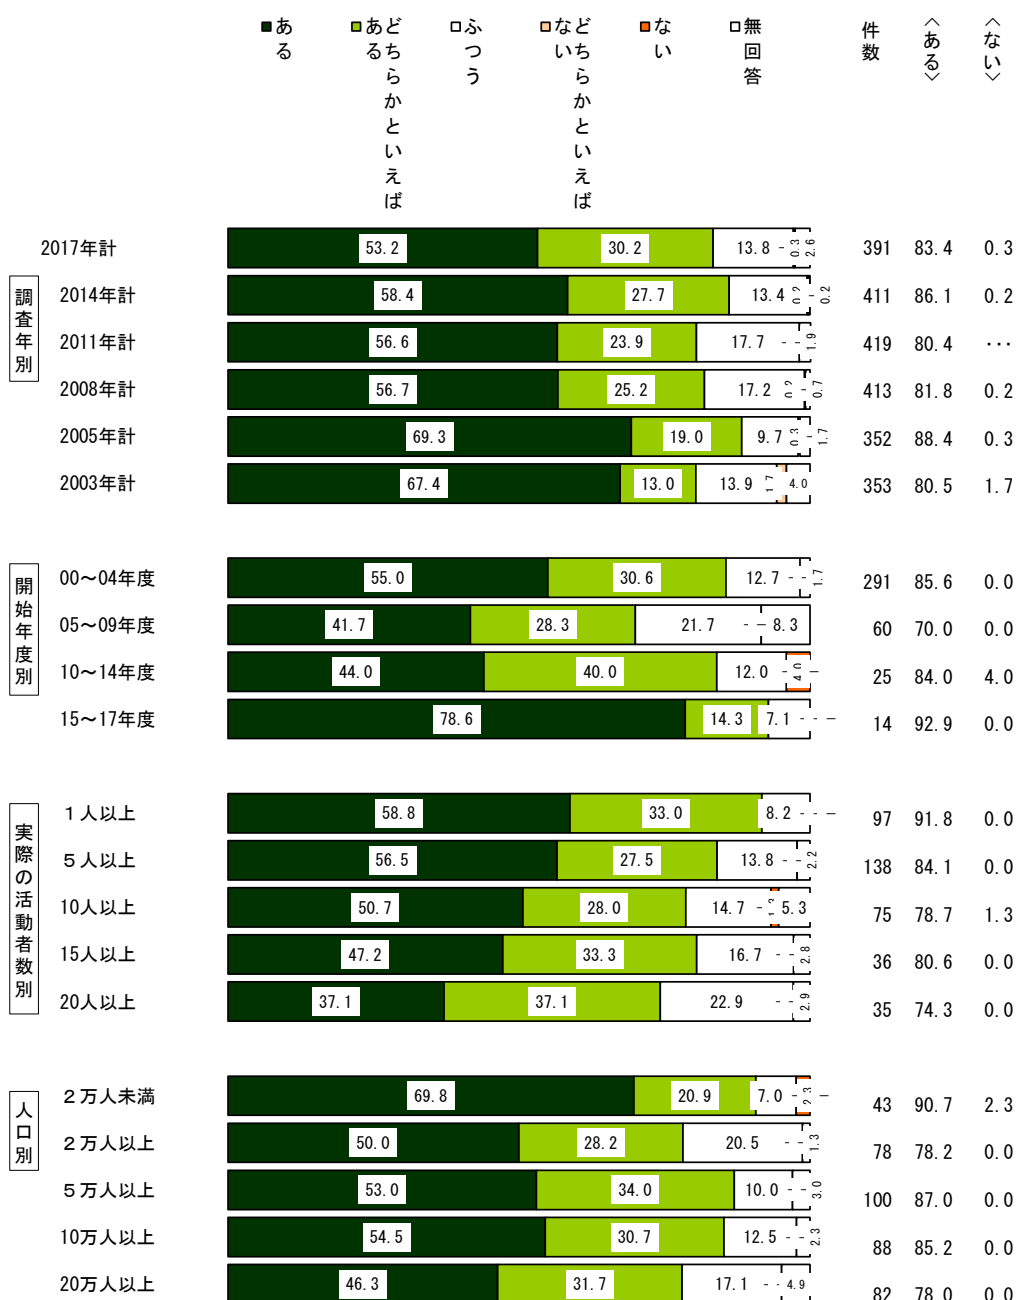 ある
どちらかといえばある
ふつう
どちらかといえばない
ない
無回答
件数
〈ある〉
〈ない〉
2017年計 53.2 30.2 13.8 - 0.3 2.6 391 83.4 0.3
調査年別
2014年計 58.4 27.7 13.4 0.2 - 0.2 411 86.1 0.2
2011年計 56.6 23.9 17.7 - - 1.9 419 80.4 …
2008年計 56.7 25.2 17.2 0.2 - 0.7 413 81.8 0.2
2005年計 69.3 19.0 9.7 0.3 - 1.7 352 88.4 0.3
2003年計 67.4 13.0 13.9 1.7 - 4.0 353 80.5 1.7
開始年度別
00～04年度 55.0 30.6 12.7 - - 1.7 291 85.6 0.0
05～09年度 41.7 28.3 21.7 - - 8.3 60 70.0 0.0
10～14年度 44.0 40.0 12.0 - 4.0 - 25 84.0 4.0
15～17年度 78.6 14.3 7.1 - - - 14 92.9 0.0
実際の活動者数別
１人以上 58.8 33.0 8.2 - - - 97 91.8 0.0
５人以上 56.5 27.5 13.8 - - 2.2 138 84.1 0.0
10人以上 50.7 28.0 14.7 - 1.3 5.3 75 78.7 1.3
15人以上 47.2 33.3 16.7 - - 2.8 36 80.6 0.0
20人以上 37.1 37.1 22.9 - - 2.9 35 74.3 0.0
人口別
２万人未満 69.8 20.9 7.0 - 2.3 - 43 90.7 2.3
２万人以上 50.0 28.2 20.5 - - 1.3 78 78.2 0.0
５万人以上 53.0 34.0 10.0 - - 3.0 100 87.0 0.0
10万人以上 54.5 30.7 12.5 - - 2.3 88 85.2 0.0
20万人以上 46.3 31.7 17.1 - - 4.9 82 78.0 0.0